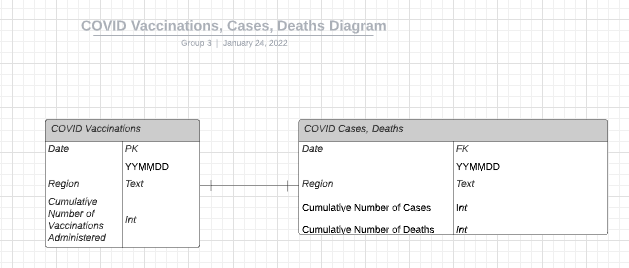 COVID Vaccinations, Cases, Deaths Diagram
Group 3 | January 24, 2022
COVID Vaccinations
Date PK
YYMMDD
Region Text
Cumulative
Number of
Vaccinations
Administered
Int
COVID Cases, Deaths
Date FK
YYMMDD
Region Text
Cumulative Number of Cases Int
Cumulative Number of Deaths Int